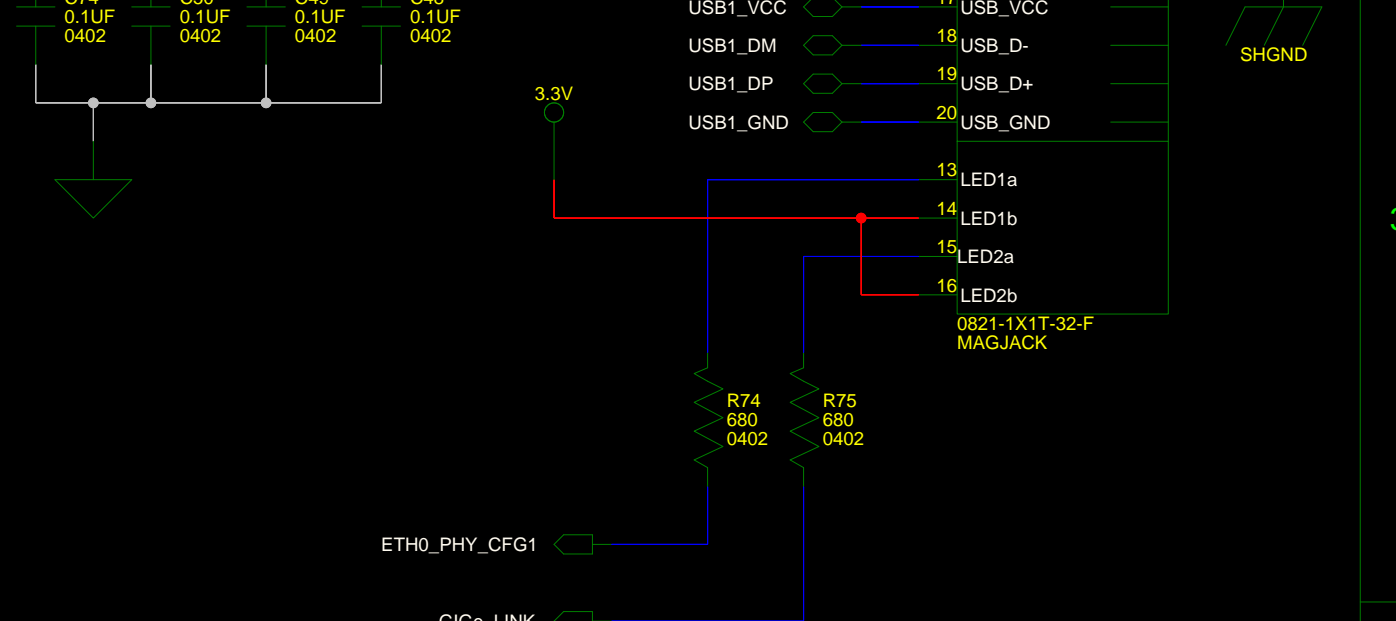 0.1UF
0402
0.1UF
0402
0.1UF
0402
0.1UF
0402
USB1_VCC
17
USB_VCC
USB1_DM
18
USB_D-
USB1_DP
19
USB_D+
USB1_GND
20
USB_GND
SHGND
3.3V
13
LED1a
14
LED1b
15
LED2a
16
LED2b
0821-1X1T-32-F
MAGJACK
R74
680
0402
R75
680
0402
ETH0_PHY_CFG1